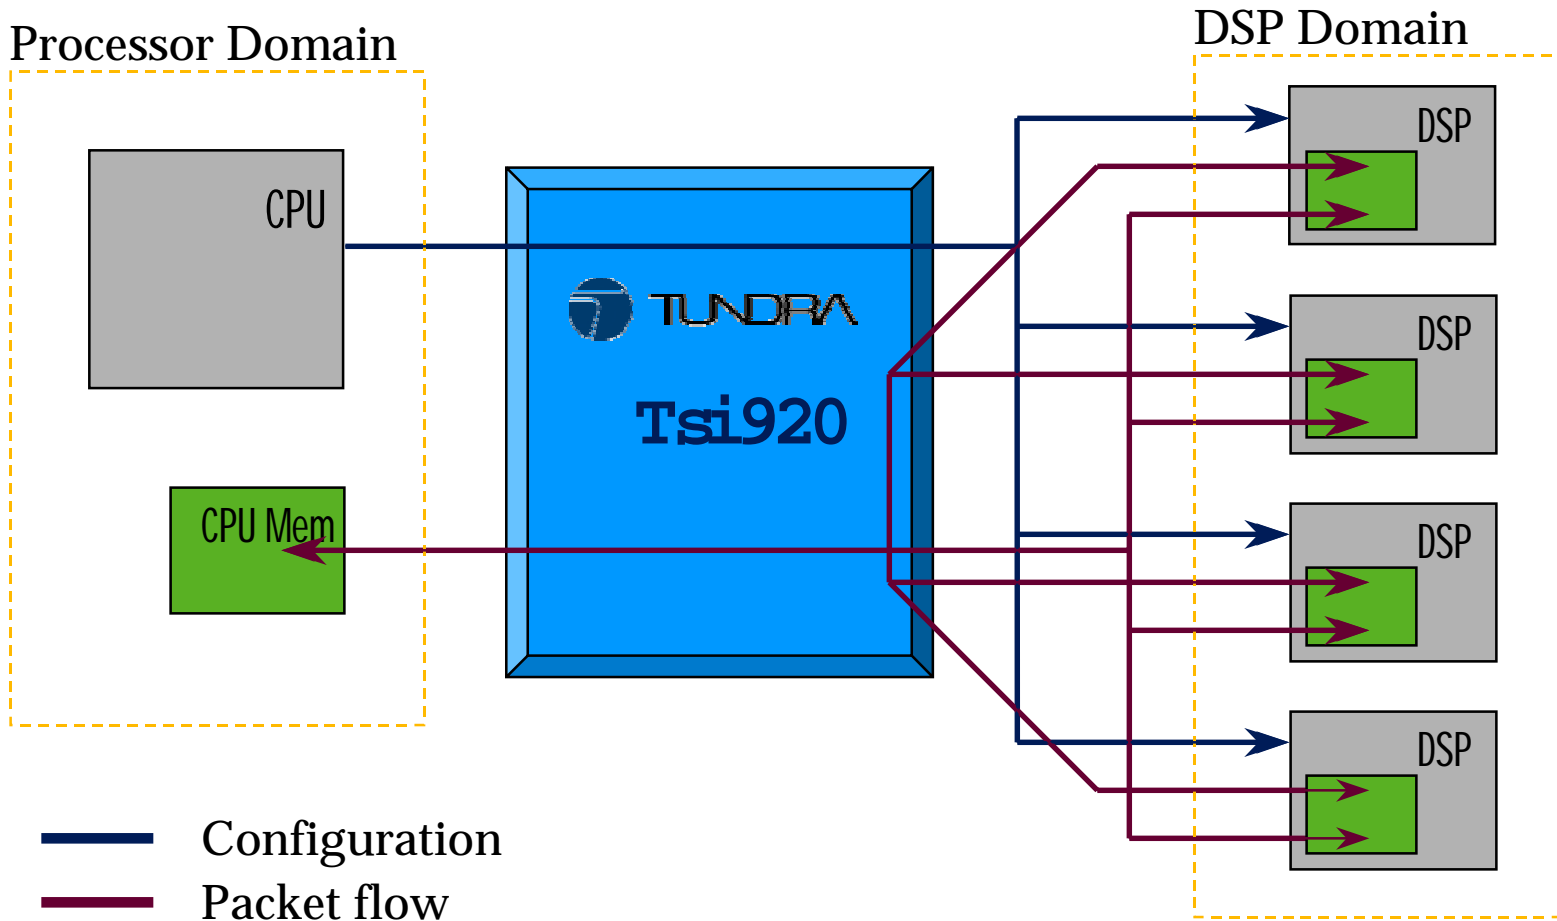 Processor Domain
DSP Domain
CPU
CPU Mem
TUNDRA
Tsi920
DSP
DSP
DSP
DSP
Configuration
Packet flow